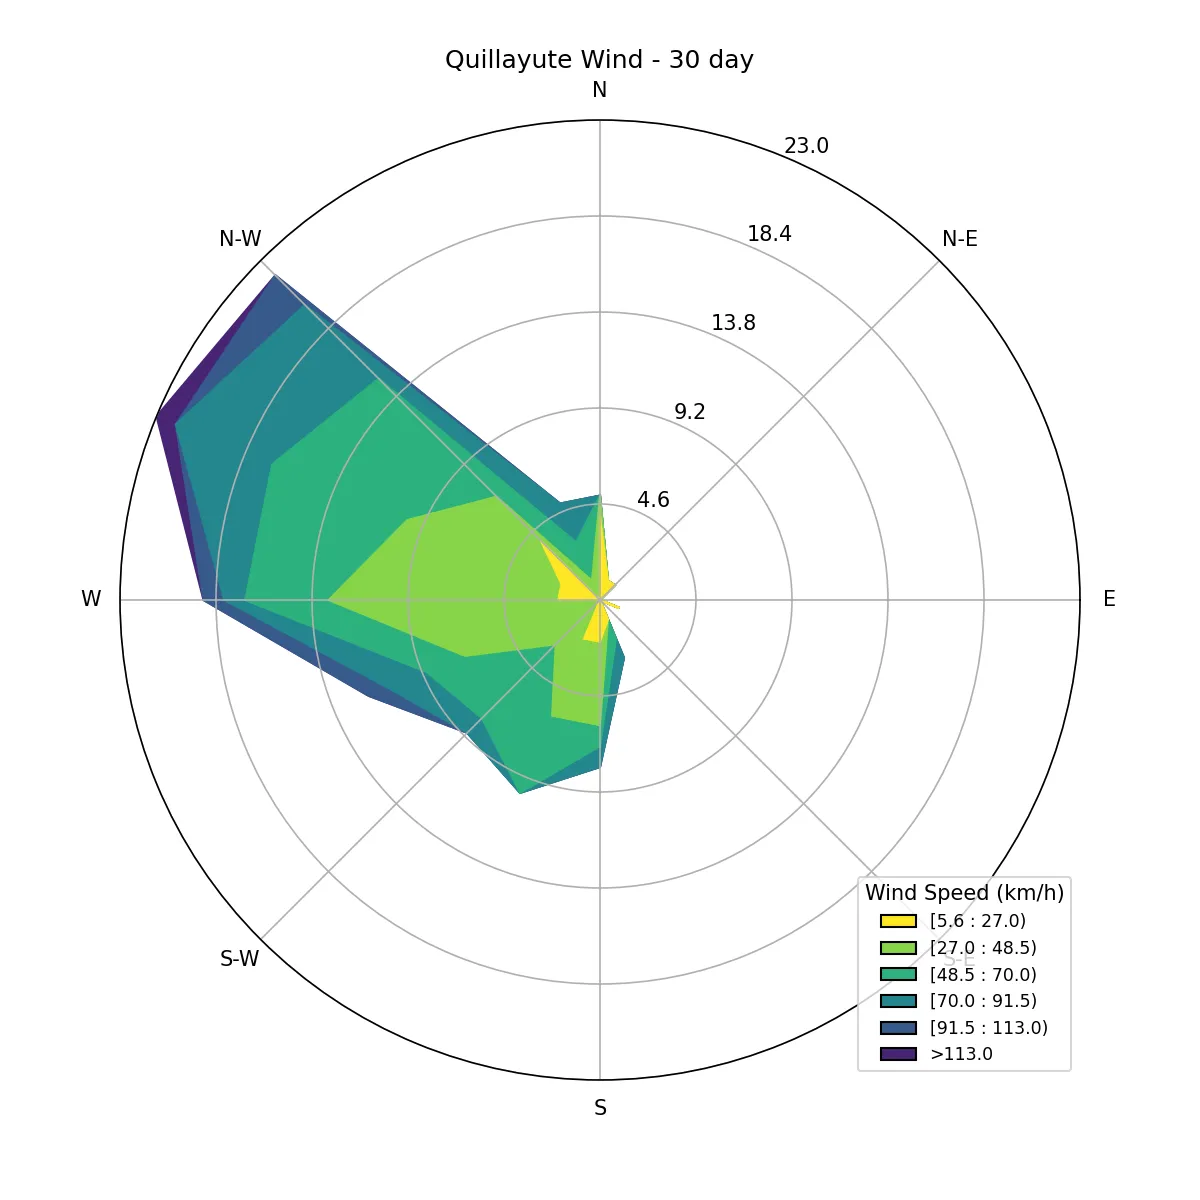 Quillayute Wind - 30 day
N
23.0
18.4
N-W
N-E
13.8
9.2
4.6
W
E
Wind Speed (km/h)
[5.6 : 27.0)
[27.0 : 48.5)
S-W
S-E
[48.5 : 70.0)
[70.0 : 91.5)
[91.5 : 113.0)
>113.0
S